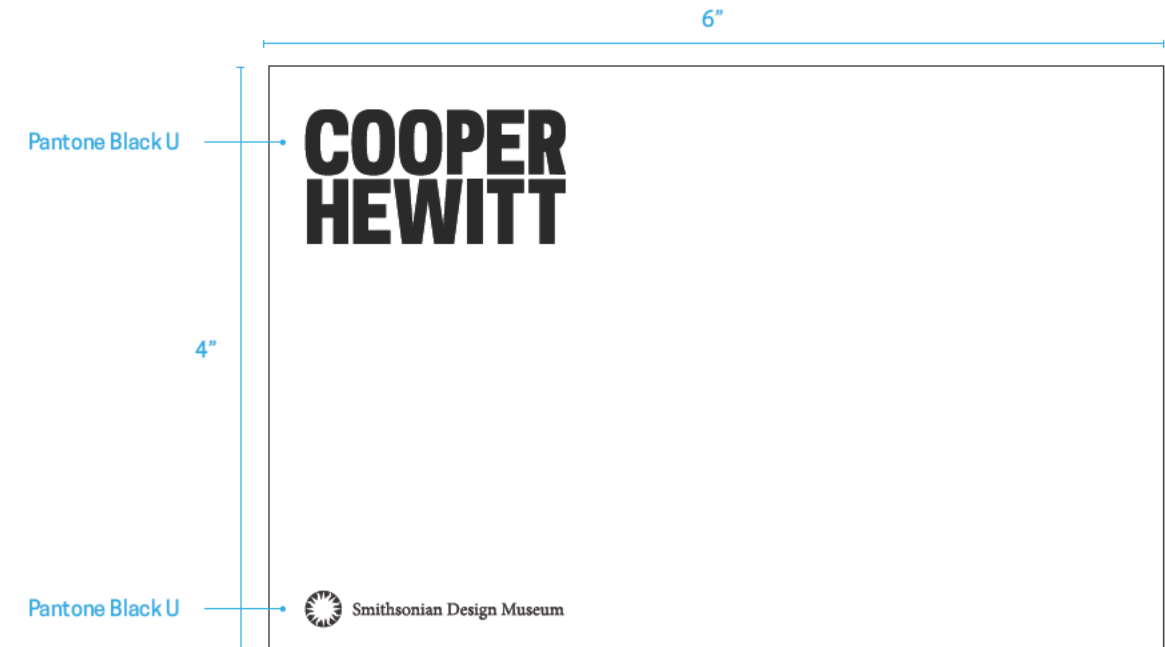 6”
Pantone Black U
COOPER
HEWITT
4”
Pantone Black U
Smithsonian Design Museum